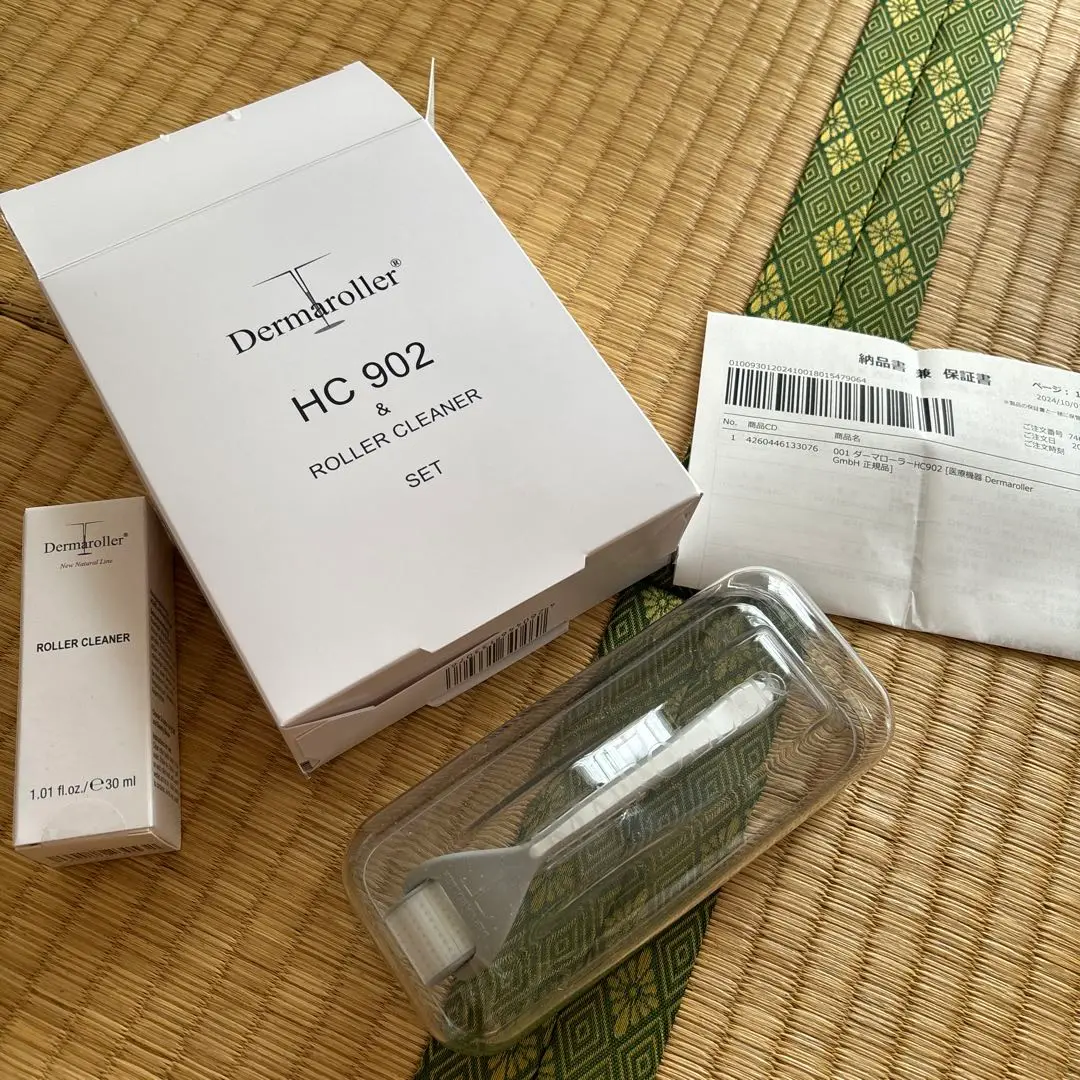 Dermaroller®
HC 902
&
ROLLER CLEANER
SET
Dermaroller®
New Natural Line
ROLLER CLEANER
1.01 fl.oz./℮30 ml
納品書 兼 保証書
ページ: 1
01009301202410018015479064
2024/10/0
ご注文番号 74
ご注文日 20
ご注文時刻
No. 商品CD 商品名
1 4260446133076 001 ダーマローラーHC902 [医療機器 Dermaroller
GmbH 正規品]